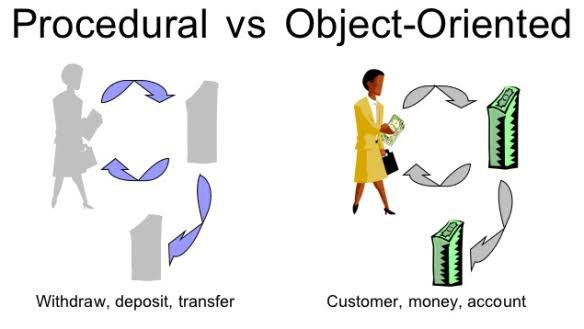 Procedural vs Object-Oriented
Withdraw, deposit, transfer
Customer, money, account